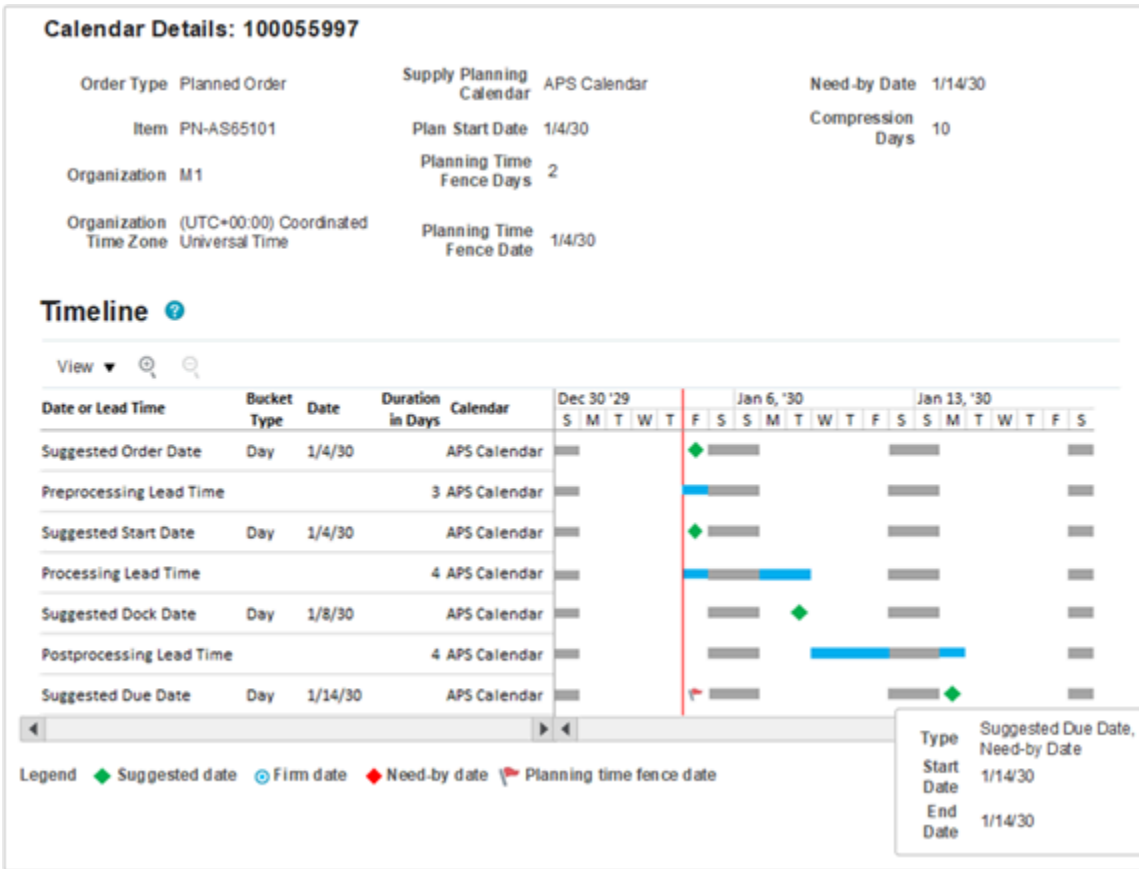 Calendar Details: 100055997
Order Type Planned Order
Supply Planning
Calendar APS Calendar
Need-by Date 1/14/30
Item PN-AS65101
Plan Start Date 1/4/30
Compression
Days 10
Organization M1
Planning Time
Fence Days 2
Organization (UTC+00:00) Coordinated
Time Zone Universal Time
Planning Time
Fence Date 1/4/30
Timeline ?
View
Date or Lead Time Bucket Type Date Duration in Days Calendar Dec 30 '29 Jan 6, '30 Jan 13, '30
S M T W T F S S M T W T F S S M T W T F S
Suggested Order Date Day 1/4/30 APS Calendar
Preprocessing Lead Time 3 APS Calendar
Suggested Start Date Day 1/4/30 APS Calendar
Processing Lead Time 4 APS Calendar
Suggested Dock Date Day 1/8/30 APS Calendar
Postprocessing Lead Time 4 APS Calendar
Suggested Due Date Day 1/14/30 APS Calendar
Legend Suggested date Firm date Need-by date Planning time fence date
Type Suggested Due Date,
Need-by Date
Start
Date 1/14/30
End
Date 1/14/30